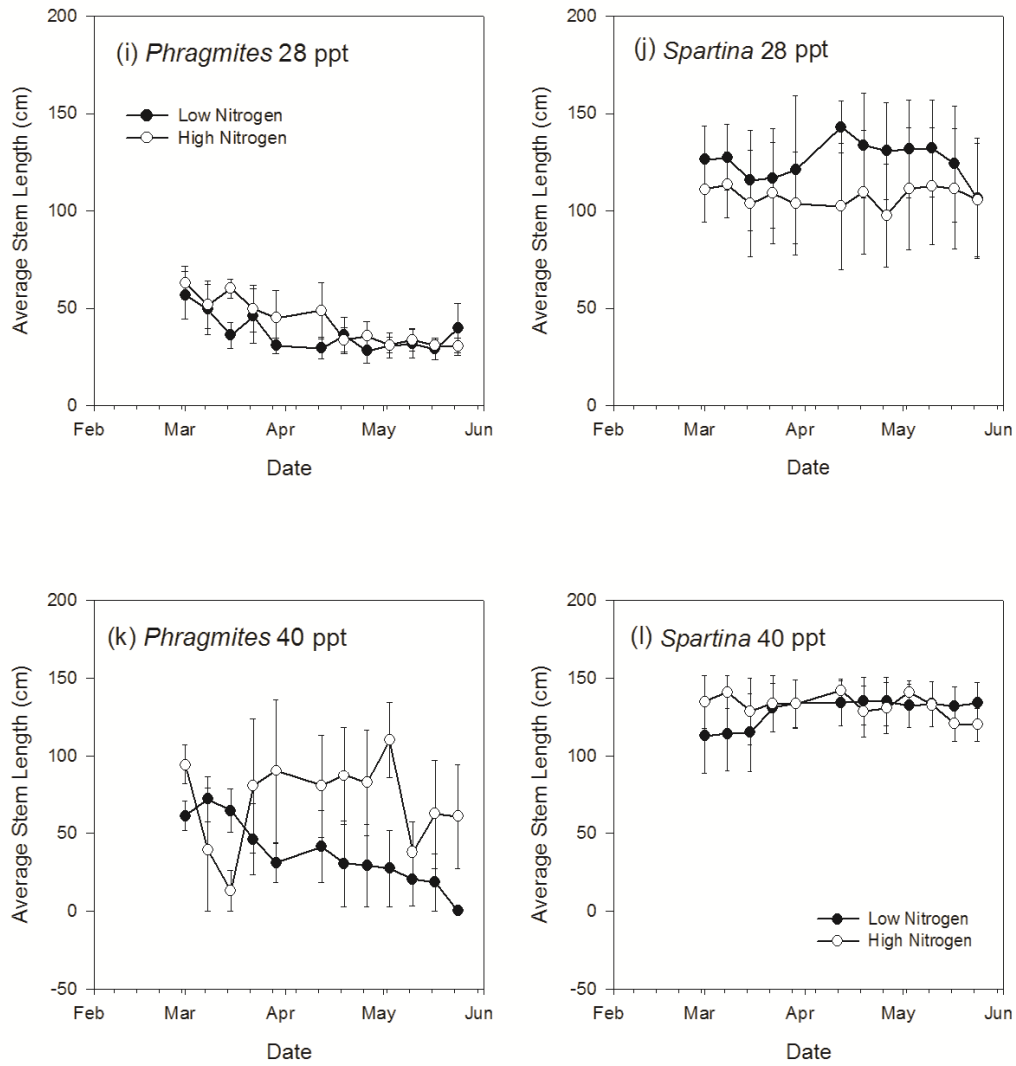 (i) Phragmites 28 ppt
Low Nitrogen
High Nitrogen
Average Stem Length (cm)
200
150
100
50
0
Feb Mar Apr May Jun
Date
(j) Spartina 28 ppt
Average Stem Length (cm)
200
150
100
50
0
Feb Mar Apr May Jun
Date
(k) Phragmites 40 ppt
Average Stem Length (cm)
200
150
100
50
0
-50
Feb Mar Apr May Jun
Date
(l) Spartina 40 ppt
Average Stem Length (cm)
200
150
100
50
0
-50
Low Nitrogen
High Nitrogen
Feb Mar Apr May Jun
Date